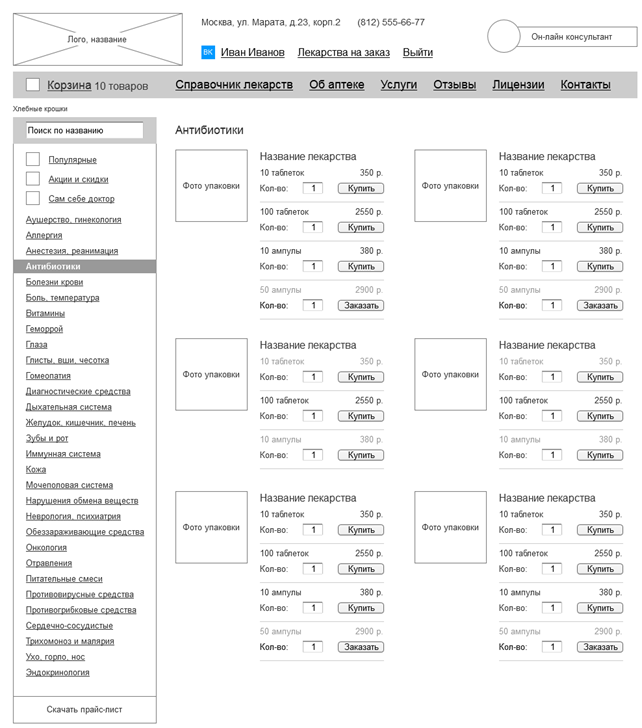 Лого, название
Москва, ул. Марата, д.23, корп.2 (812) 555-66-77
ВК Иван Иванов Лекарства на заказ Выйти
Он-лайн консультант
Корзина 10 товаров Справочник лекарств Об аптеке Услуги Отзывы Лицензии Контакты
Хлебные крошки
Поиск по названию
Популярные
Акции и скидки
Сам себе доктор
Аушерство, гинекология
Аллергия
Анестезия, реанимация
Антибиотики
Болезни крови
Боль, температура
Витамины
Геморрой
Глаза
Глисты, вши, чесотка
Гомеопатия
Диагностические средства
Дыхательная система
Желудок, кишечник, печень
Зубы и рот
Иммунная система
Кожа
Мочеполовая система
Нарушения обмена веществ
Неврология, психиатрия
Обеззараживающие средства
Онкология
Отравления
Питательные смеси
Противовирусные средства
Противогрибковые средства
Сердечно-сосудистые
Трихомоноз и малярия
Ухо, горло, нос
Эндокринология
Скачать прайс-лист
Антибиотики
Фото упаковки
Название лекарства
10 таблеток 350 р.
Кол-во: 1 Купить
100 таблеток 2550 р.
Кол-во: 1 Купить
10 ампулы 380 р.
Кол-во: 1 Купить
50 ампулы 2900 р.
Кол-во: 1 Заказать
Фото упаковки
Название лекарства
10 таблеток 350 р.
Кол-во: 1 Купить
100 таблеток 2550 р.
Кол-во: 1 Купить
10 ампулы 380 р.
Кол-во: 1 Купить
50 ампулы 2900 р.
Кол-во: 1 Заказать
Фото упаковки
Название лекарства
10 таблеток 350 р.
Кол-во: 1 Купить
100 таблеток 2550 р.
Кол-во: 1 Купить
10 ампулы 380 р.
Кол-во: 1 Купить
Фото упаковки
Название лекарства
10 таблеток 350 р.
Кол-во: 1 Купить
100 таблеток 2550 р.
Кол-во: 1 Купить
10 ампулы 380 р.
Кол-во: 1 Купить
Фото упаковки
Название лекарства
10 таблеток 350 р.
Кол-во: 1 Купить
100 таблеток 2550 р.
Кол-во: 1 Купить
10 ампулы 380 р.
Кол-во: 1 Купить
50 ампулы 2900 р.
Кол-во: 1 Заказать
Фото упаковки
Название лекарства
10 таблеток 350 р.
Кол-во: 1 Купить
100 таблеток 2550 р.
Кол-во: 1 Купить
10 ампулы 380 р.
Кол-во: 1 Купить
50 ампулы 2900 р.
Кол-во: 1 Заказать